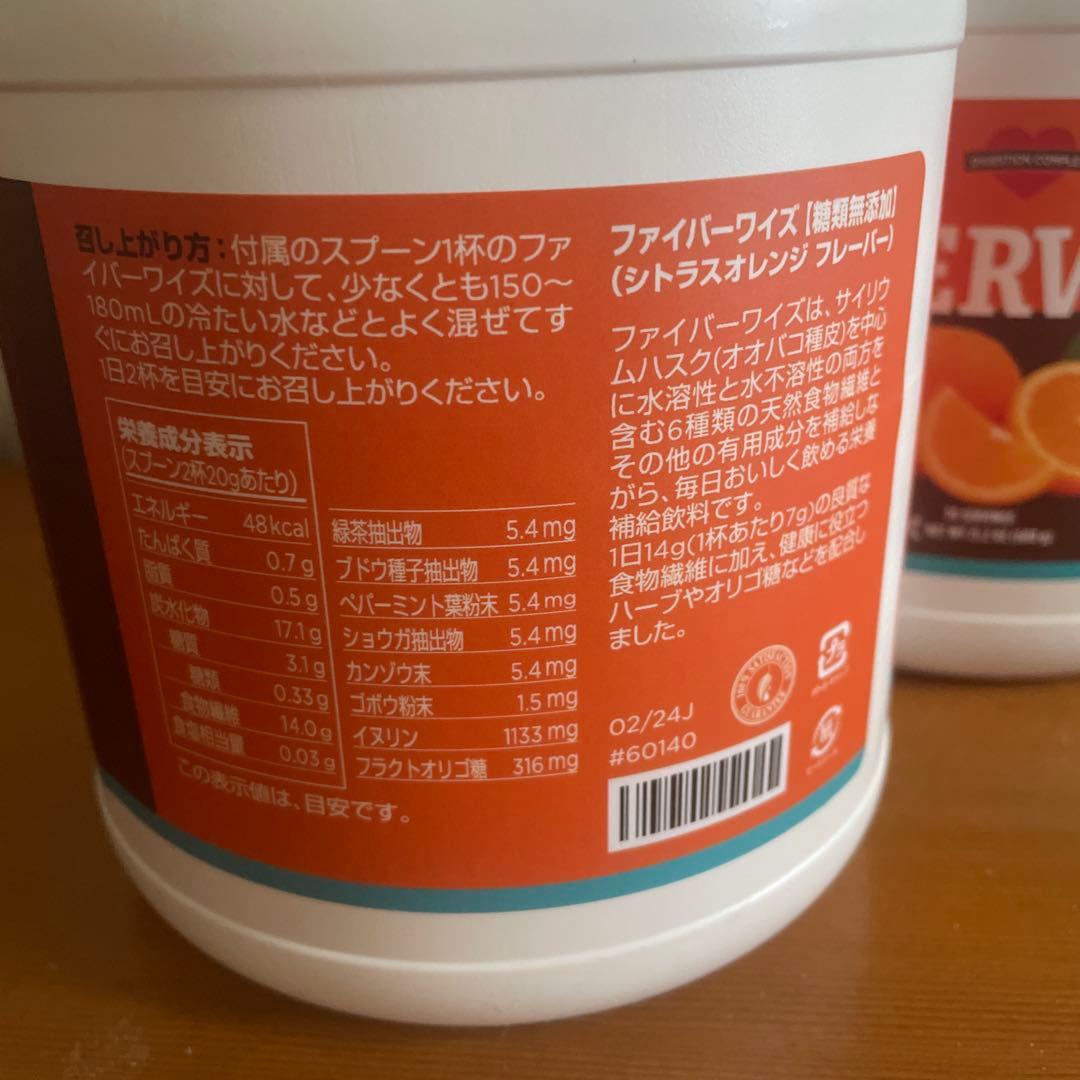 召し上がり方：付属のスプーン1杯のファ
イバーワイズに対して、少なくとも150〜
180mLの冷たい水などとよく混ぜてす
ぐにお召し上がりください。
1日2杯を目安にお召し上がりください。
栄養成分表示
(スプーン2杯20gあたり)
エネルギー 48kcal
たんぱく質 0.7g
脂質 0.5g
炭水化物 17.1g
糖質 3.1g
糖類 0.33g
食物繊維 14.0g
食塩相当量 0.03g
この表示値は、目安です。
緑茶抽出物 5.4mg
ブドウ種子抽出物 5.4mg
ペパーミント葉粉末 5.4mg
ショウガ抽出物 5.4mg
カンゾウ末 5.4mg
ゴボウ粉末 1.5mg
イヌリン 1133mg
フラクトオリゴ糖 316mg
ファイバーワイズ【糖類無添加】
(シトラスオレンジ フレーバー)
ファイバーワイズは、サイリウ
ムハスク(オオバコ種皮)を中心
に水溶性と水不溶性の両方を
含む6種類の天然食物繊維と
その他の有用成分を補給しな
がら、毎日おいしく飲める栄養
補給飲料です。
1日14g(1杯あたり7g)の良質な
食物繊維に加え、健康に役立つ
ハーブやオリゴ糖などを配合し
ました。
02/24J
#60140
100% SATISFACTION GUARANTEE
ERW